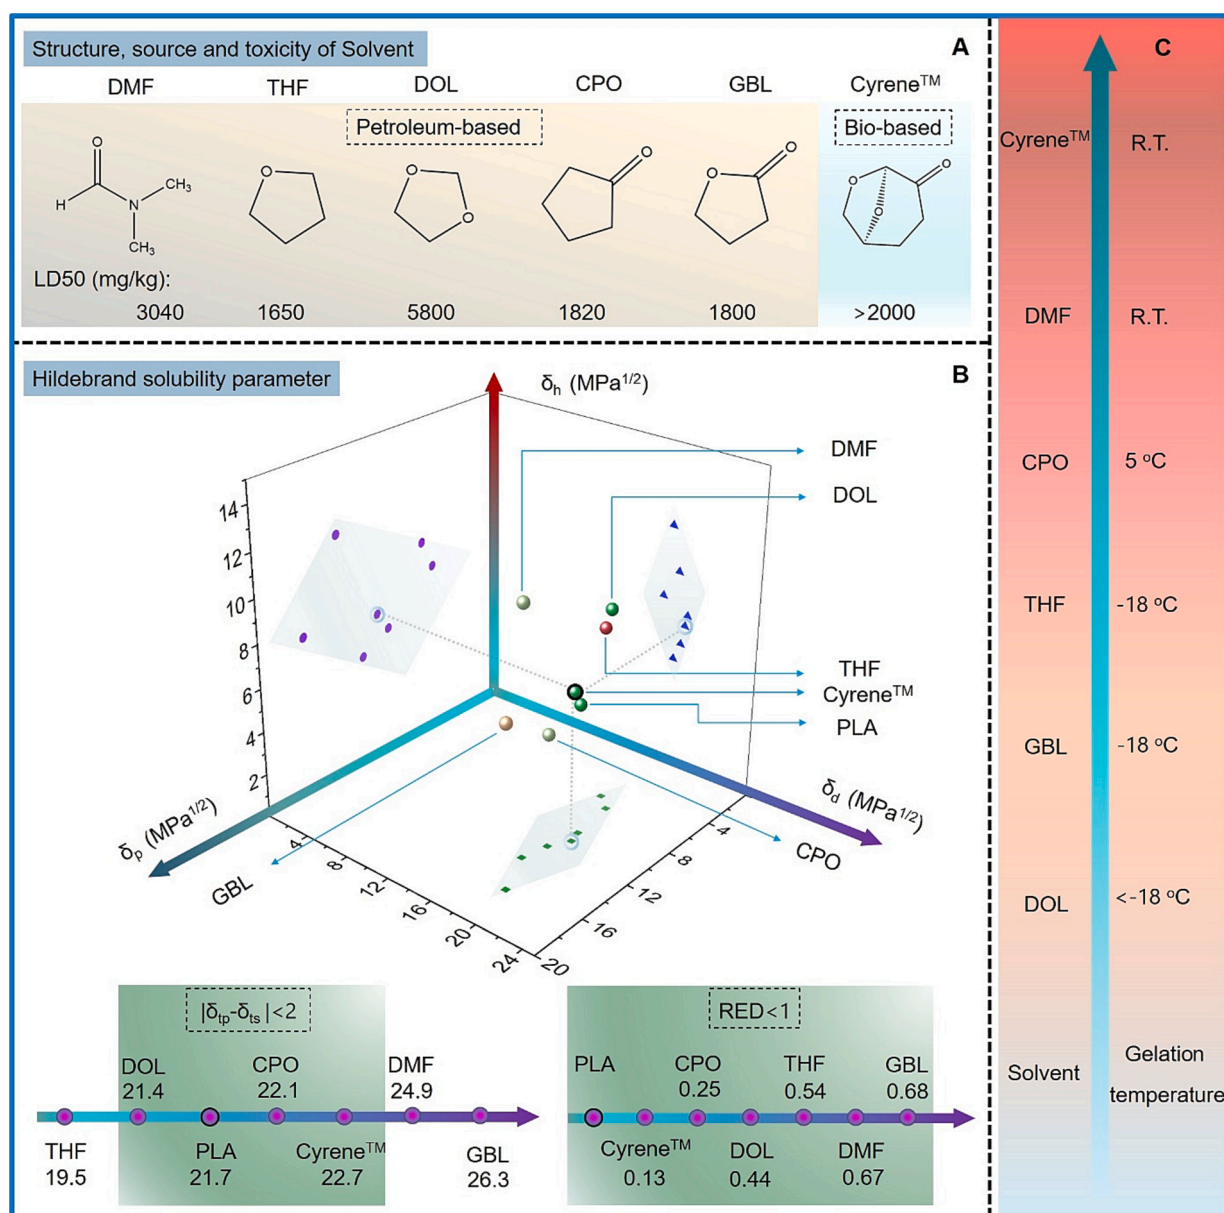 Structure, source and toxicity of Solvent
A
DMF THF DOL CPO GBL Cyrene™
Petroleum-based
Bio-based
O
H
N
CH₃
CH₃
O
O
O
O
O
O
O
O
O
LD50 (mg/kg):
3040 1650 5800 1820 1800 >2000
Hildebrand solubility parameter
B
δh (MPa1/2)
DMF
DOL
THF
Cyrene™
PLA
CPO
GBL
δp (MPa1/2)
δd (MPa1/2)
14
12
10
8
6
4
2
4
8
12
16
20
24
4
8
12
16
20
|δtp-δts|<2
DOL CPO DMF
21.4 22.1 24.9
THF PLA Cyrene™ GBL
19.5 21.7 22.7 26.3
RED<1
PLA CPO THF GBL
0.25 0.54 0.68
Cyrene™ DOL DMF
0.13 0.44 0.67
C
Cyrene™ R.T.
DMF R.T.
CPO 5 °C
THF -18 °C
GBL -18 °C
DOL <-18 °C
Solvent Gelation
temperature